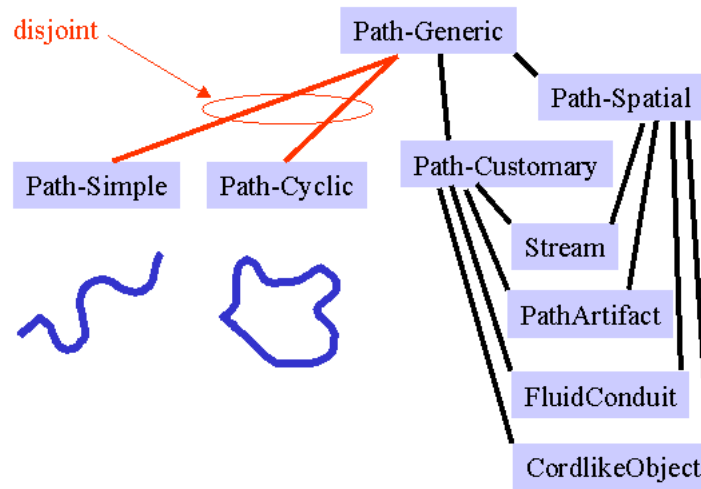 disjoint
Path-Generic
Path-Spatial
Path-Simple
Path-Cyclic
Path-Customary
Stream
PathArtifact
FluidConduit
CordlikeObject